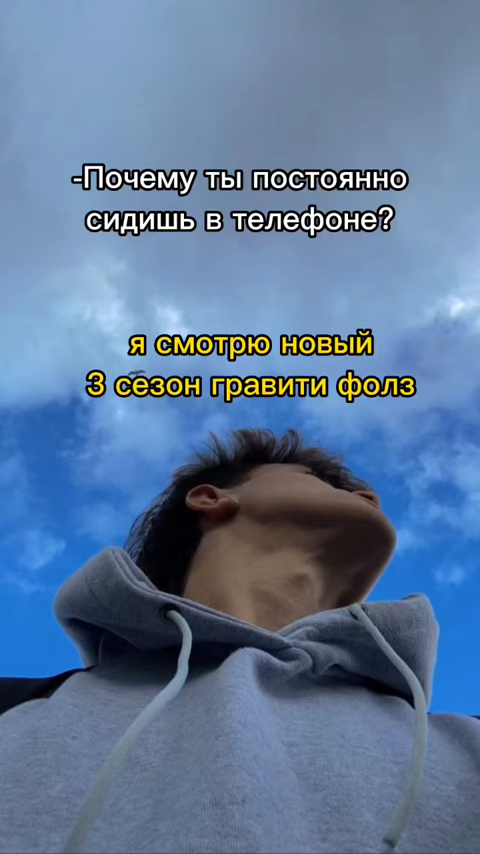 -Почему ты постоянно
сидишь в телефоне?
я смотрю новый
3 сезон гравити фолз